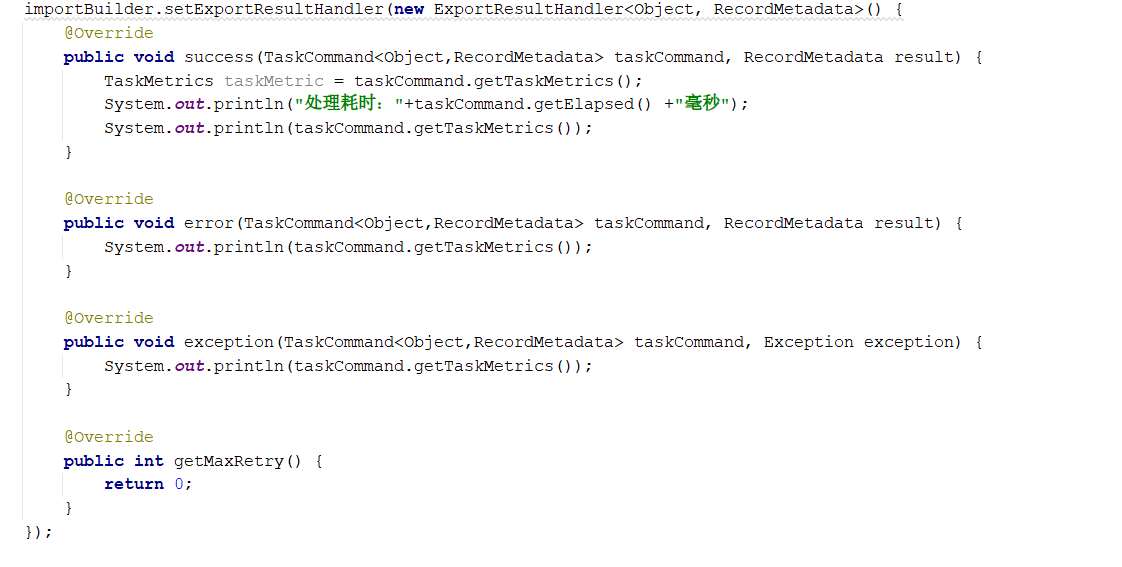 importBuilder.setExportResultHandler(new ExportResultHandler<Object, RecordMetadata>() {
@Override
public void success(TaskCommand<Object,RecordMetadata> taskCommand, RecordMetadata result) {
TaskMetrics taskMetric = taskCommand.getTaskMetrics();
System.out.println("处理耗时："+taskCommand.getElapsed() +"毫秒");
System.out.println(taskCommand.getTaskMetrics());
}
@Override
public void error(TaskCommand<Object,RecordMetadata> taskCommand, RecordMetadata result) {
System.out.println(taskCommand.getTaskMetrics());
}
@Override
public void exception(TaskCommand<Object,RecordMetadata> taskCommand, Exception exception) {
System.out.println(taskCommand.getTaskMetrics());
}
@Override
public int getMaxRetry() {
return 0;
}
});